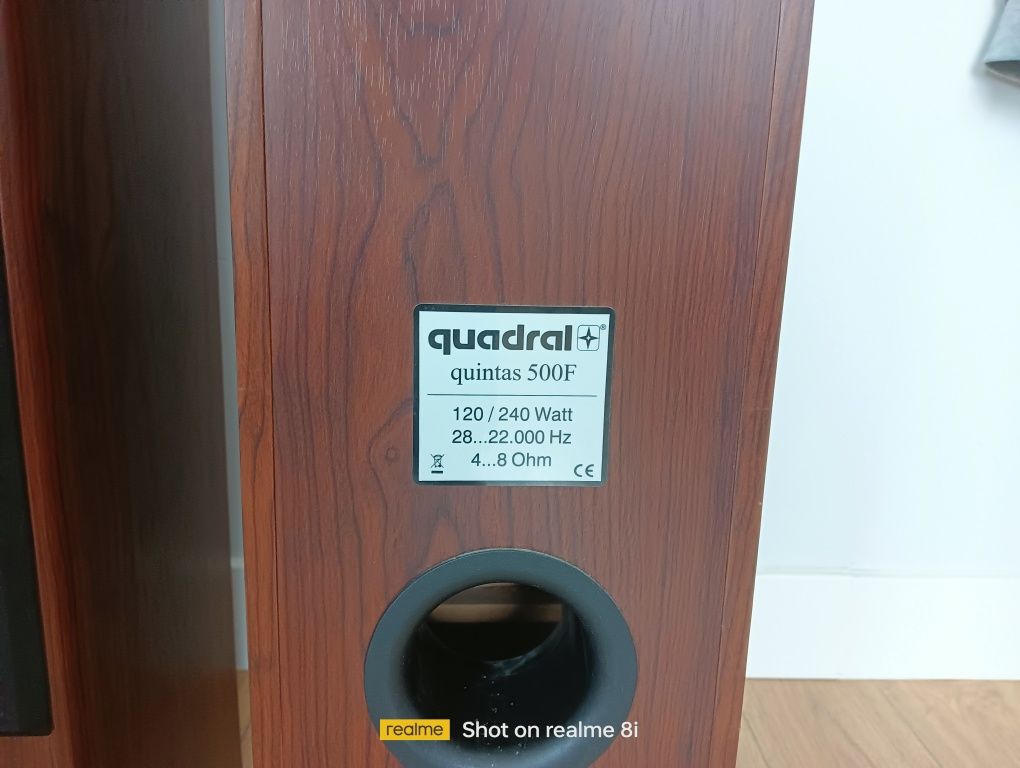 quadral®
quintas 500F
120 / 240 Watt
28...22.000 Hz
4...8 Ohm
CE
realme Shot on realme 8i